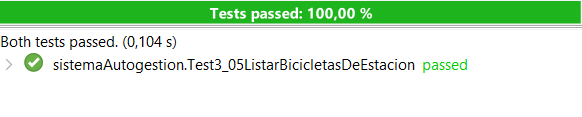 Tests passed: 100,00 %
Both tests passed. (0,104 s)
sistemaAutogestion.Test3_05ListarBicicletasDeEstacion passed